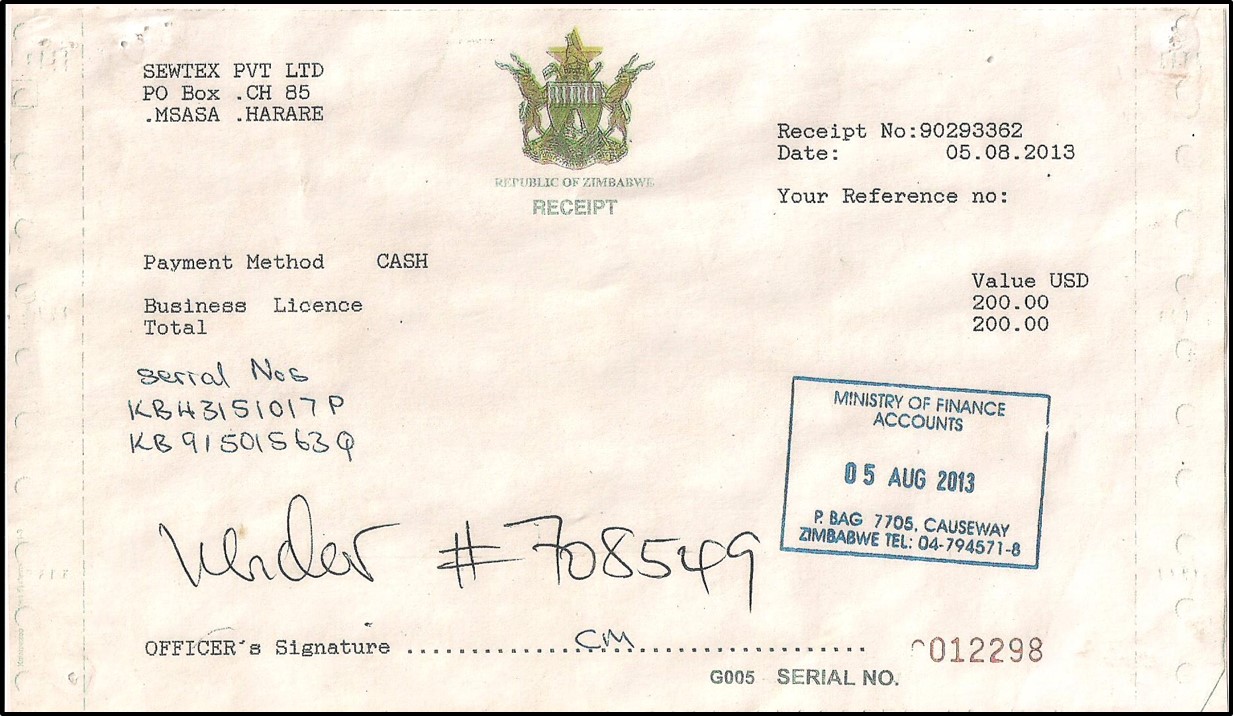 SEWTEX PVT LTD
PO Box .CH 85
.MSASA .HARARE
REPUBLIC OF ZIMBABWE
RECEIPT
Receipt No:90293362
Date: 05.08.2013
Your Reference no:
Payment Method CASH
Value USD
Business Licence 200.00
Total 200.00
serial Nos
KB43151017P
KB91501563Q
MINISTRY OF FINANCE
ACCOUNTS
05 AUG 2013
P. BAG 7705, CAUSEWAY
ZIMBABWE TEL: 04-794571-8
Vender # 708549
OFFICER's Signature ........CM........
012298
G005 SERIAL NO.